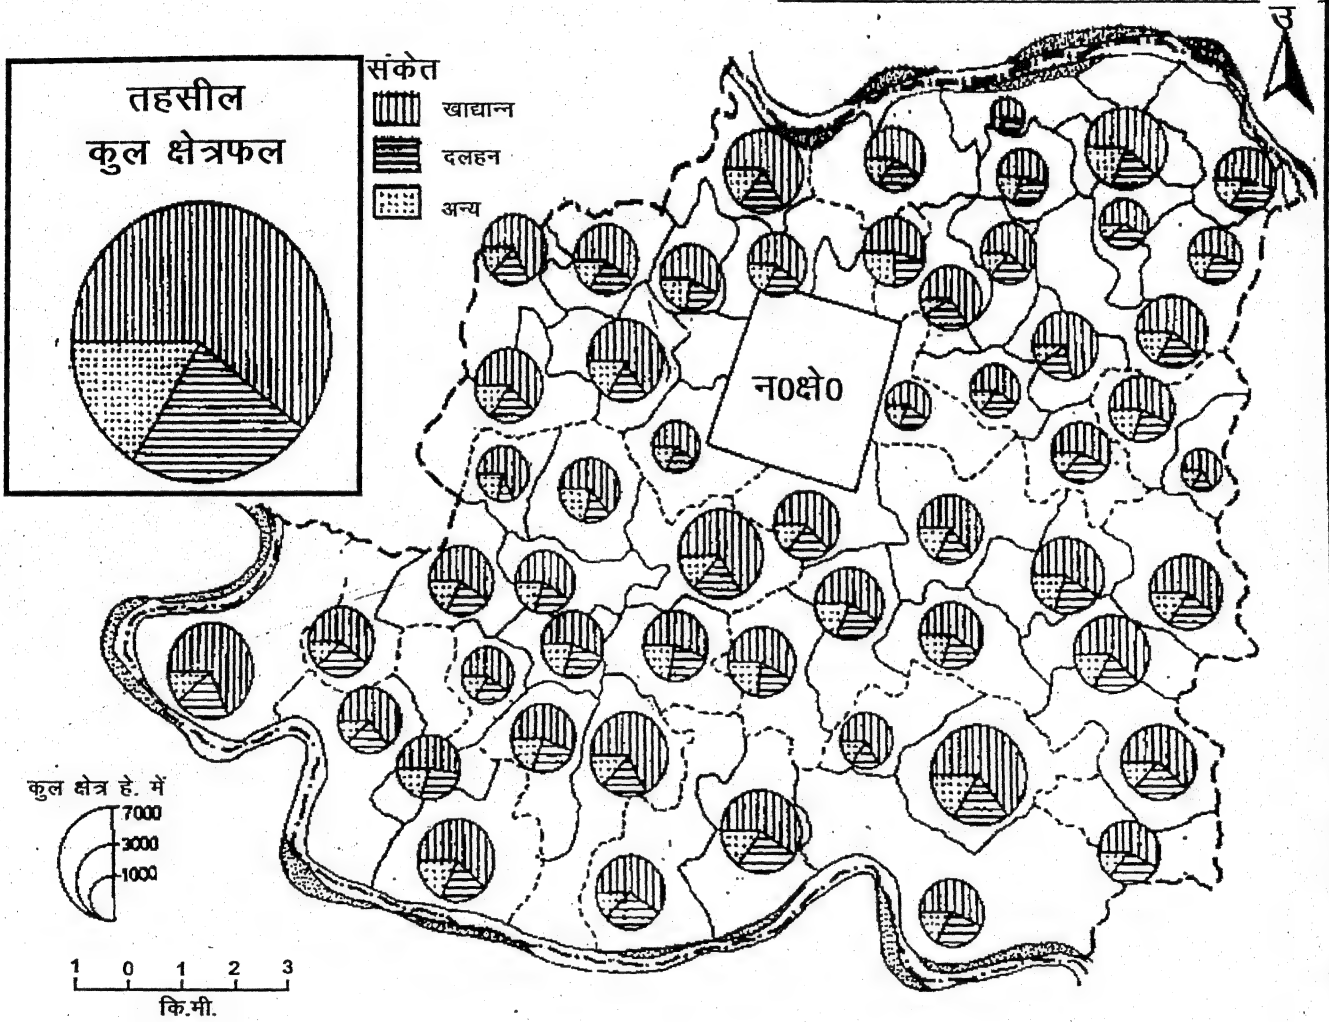 उ
तहसील
कुल क्षेत्रफल
संकेत
खाद्यान्न
दलहन
अन्य
न0क्षे0
कुल क्षेत्र हे. में
7000
3000
1000
1 0 1 2 3
कि.मी.